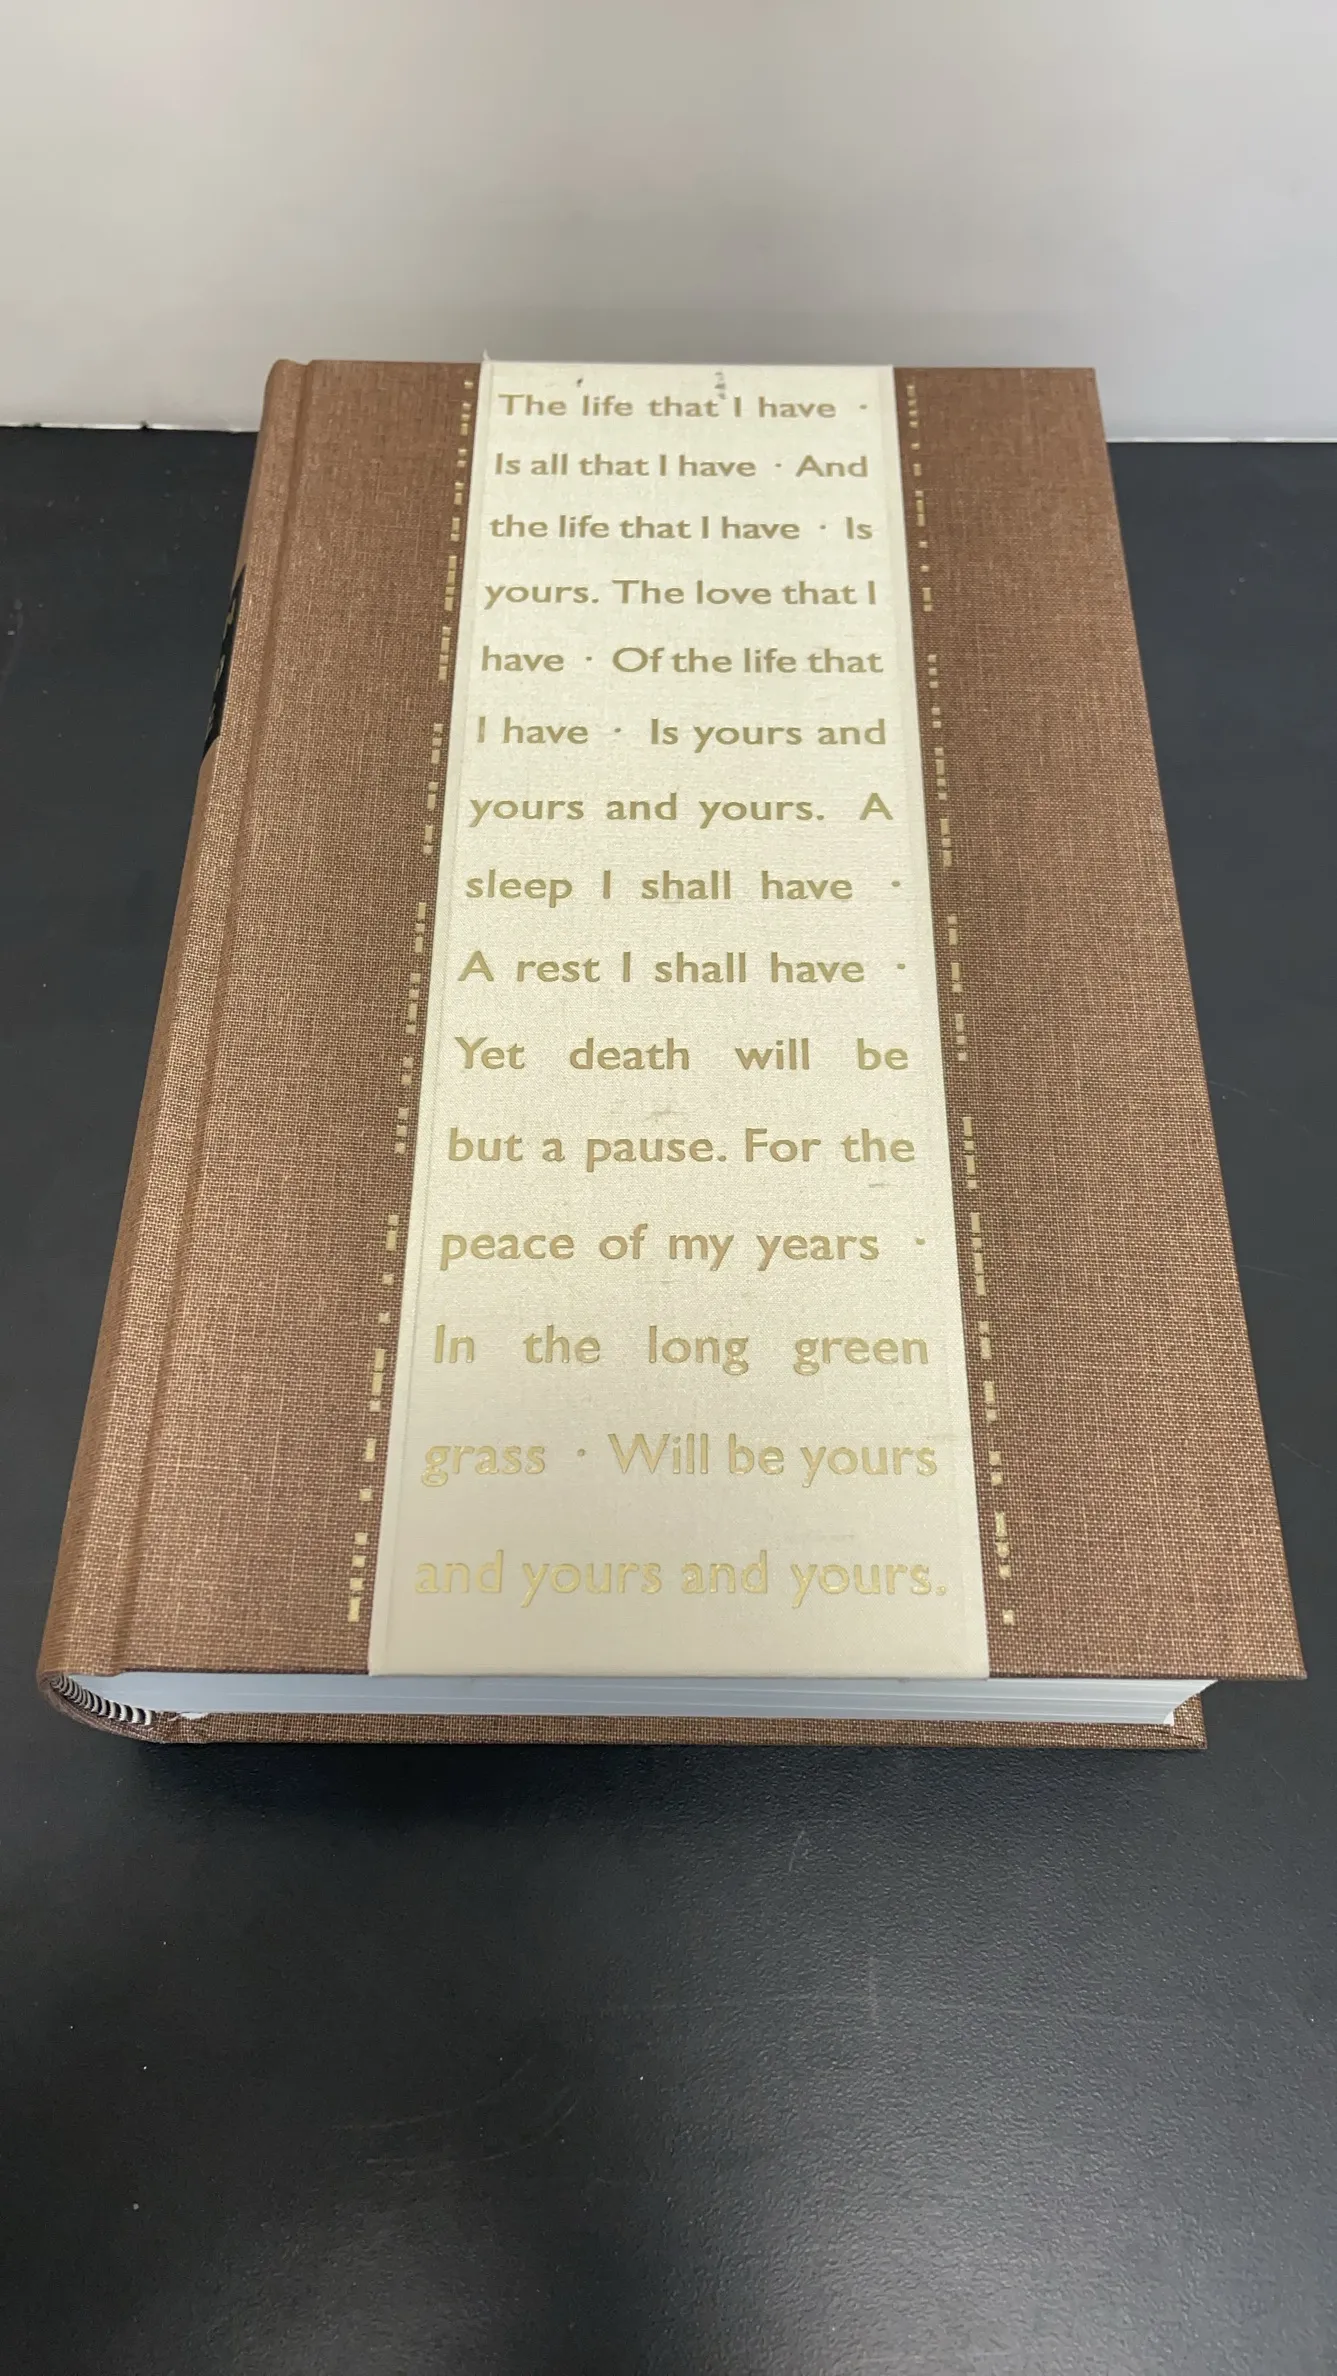 The life that I have ·
Is all that I have · And
the life that I have · Is
yours. The love that I
have · Of the life that
I have · Is yours and
yours and yours. A
sleep I shall have ·
A rest I shall have ·
Yet death will be
but a pause. For the
peace of my years ·
In the long green
grass · Will be yours
and yours and yours.